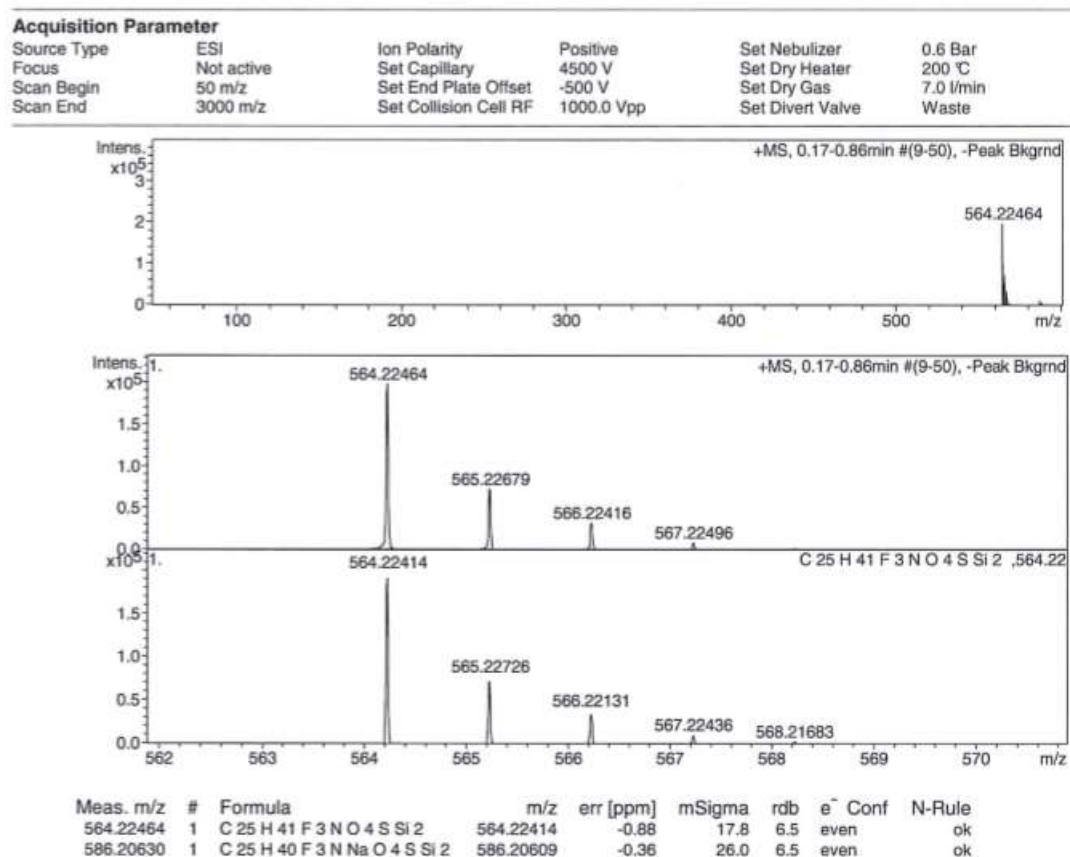 Acquisition Parameter
Source Type ESI Ion Polarity Positive Set Nebulizer 0.6 Bar
Focus Not active Set Capillary 4500 V Set Dry Heater 200 °C
Scan Begin 50 m/z Set End Plate Offset -500 V Set Dry Gas 7.0 l/min
Scan End 3000 m/z Set Collision Cell RF 1000.0 Vpp Set Divert Valve Waste
Intens. +MS, 0.17-0.86min #(9-50), -Peak Bkgrnd
x10⁵
3
2 564.22464
1
0
100 200 300 400 500 m/z
Intens. 1. +MS, 0.17-0.86min #(9-50), -Peak Bkgrnd
x10⁵ 564.22464
1.5
1.0 565.22679
0.5 566.22416
567.22496
0.0
x10⁵ 1. 564.22414 C 25 H 41 F 3 N O 4 S Si 2 ,564.22
1.5
1.0 565.22726
0.5 566.22131
567.22436 568.21683
0.0
562 563 564 565 566 567 568 569 570 m/z
Meas. m/z # Formula m/z err [ppm] mSigma rdb e⁻ Conf N-Rule
564.22464 1 C 25 H 41 F 3 N O 4 S Si 2 564.22414 -0.88 17.8 6.5 even ok
586.20630 1 C 25 H 40 F 3 N Na O 4 S Si 2 586.20609 -0.36 26.0 6.5 even ok